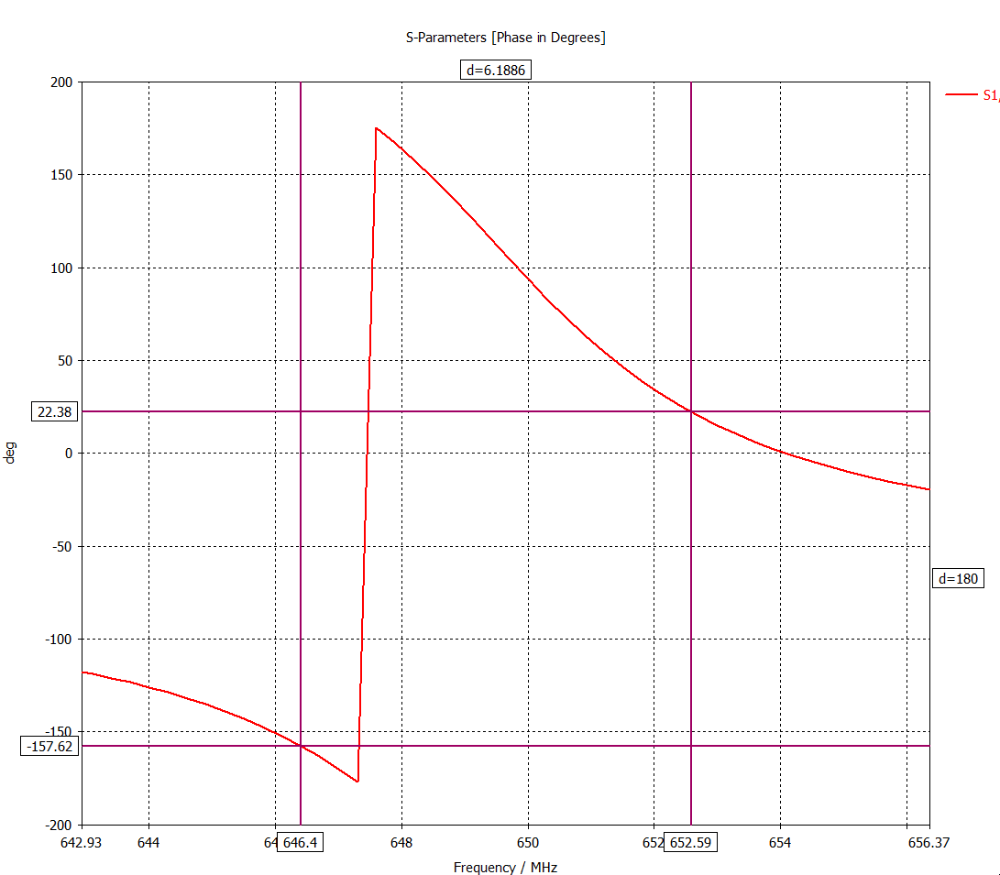 S-Parameters [Phase in Degrees]
d=6.1886
S1,
200
150
100
50
22.38
0
deg
-50
d=180
-100
-150
-157.62
-200
642.93 644 64 646.4 648 650 652 652.59 654 656.37
Frequency / MHz